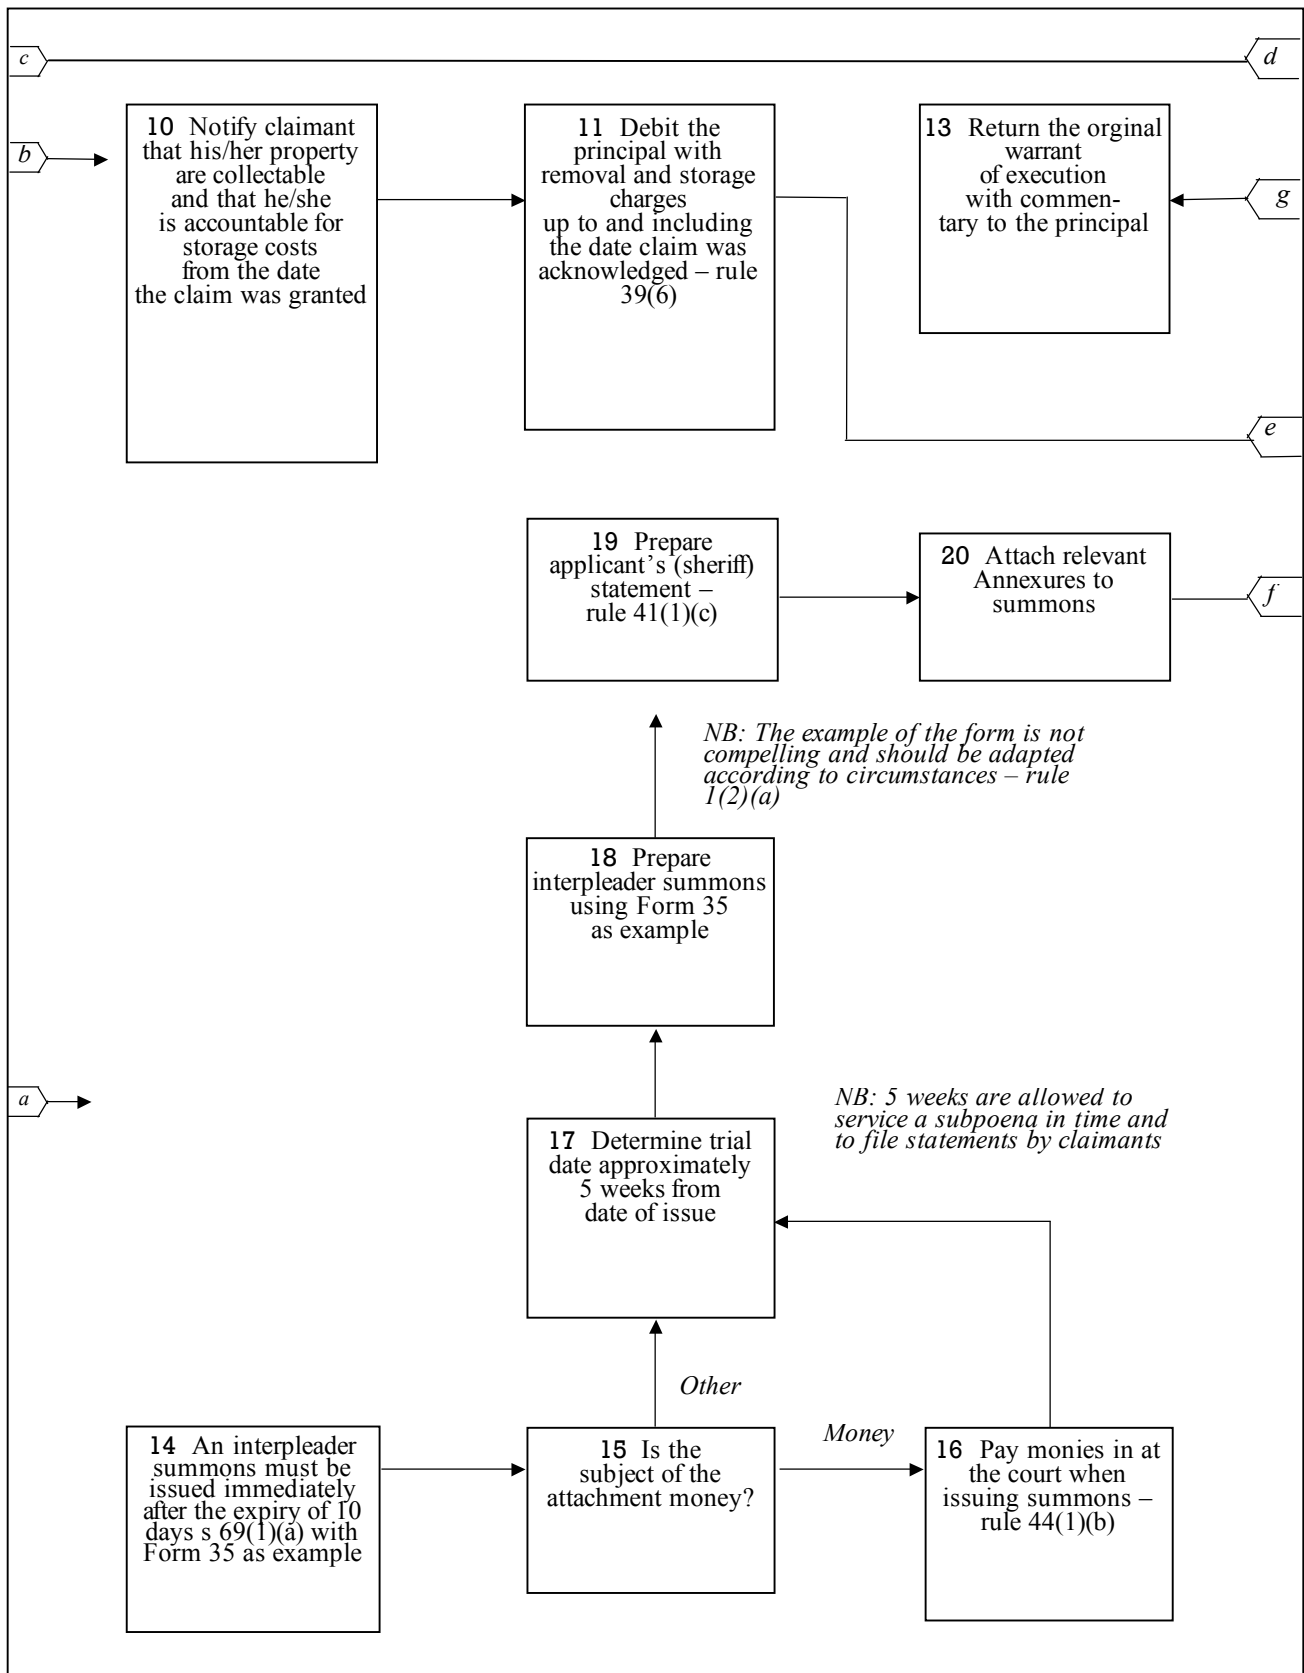 c
d
b
10 Notify claimant
that his/her property
are collectable
and that he/she
is accountable for
storage costs
from the date
the claim was granted
11 Debit the
principal with
removal and storage
charges
up to and including
the date claim was
acknowledged – rule
39(6)
13 Return the orginal
warrant
of execution
with commen-
tary to the principal
g
e
19 Prepare
applicant’s (sheriff)
statement –
rule 41(1)(c)
20 Attach relevant
Annexures to
summons
f
NB: The example of the form is not
compelling and should be adapted
according to circumstances – rule
1(2)(a)
18 Prepare
interpleader summons
using Form 35
as example
a
NB: 5 weeks are allowed to
service a subpoena in time and
to file statements by claimants
17 Determine trial
date approximately
5 weeks from
date of issue
Other
Money
14 An interpleader
summons must be
issued immediately
after the expiry of 10
days s 69(1)(a) with
Form 35 as example
15 Is the
subject of the
attachment money?
16 Pay monies in at
the court when
issuing summons –
rule 44(1)(b)